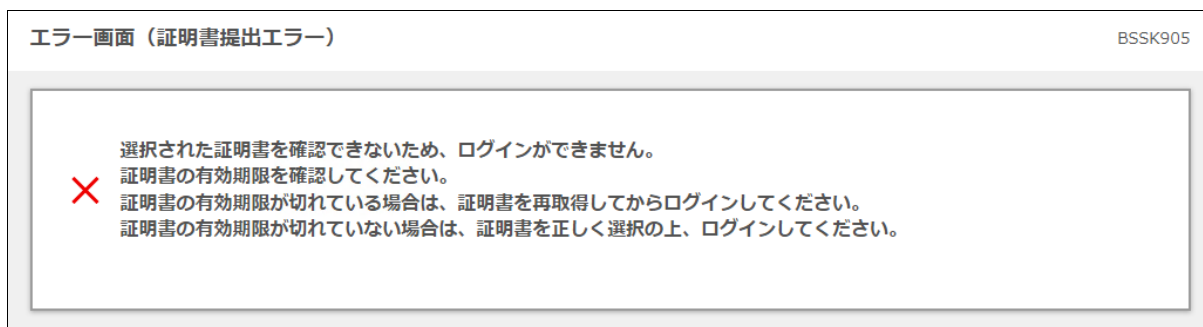 エラー画面（証明書提出エラー）
BSSK905
選択された証明書を確認できないため、ログインができません。
証明書の有効期限を確認してください。
証明書の有効期限が切れている場合は、証明書を再取得してからログインしてください。
証明書の有効期限が切れていない場合は、証明書を正しく選択の上、ログインしてください。